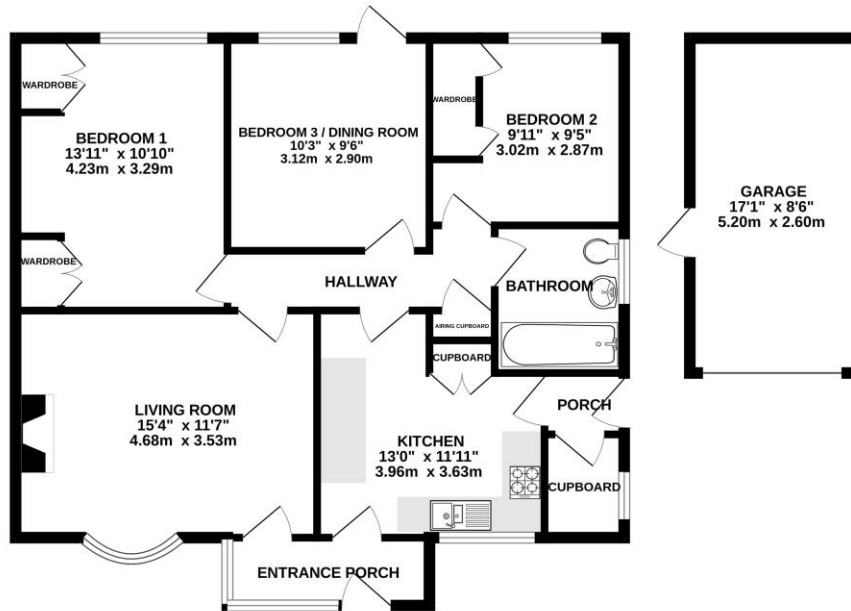 WARDROBE
BEDROOM 1
13'11" x 10'10"
4.23m x 3.29m
BEDROOM 3 / DINING ROOM
10'3" x 9'6"
3.12m x 2.90m
WARDROBE
BEDROOM 2
9'11" x 9'5"
3.02m x 2.87m
GARAGE
17'1" x 8'6"
5.20m x 2.60m
WARDROBE
HALLWAY
BATHROOM
AIRING CUPBOARD
CUPBOARD
LIVING ROOM
15'4" x 11'7"
4.68m x 3.53m
KITCHEN
13'0" x 11'11"
3.96m x 3.63m
PORCH
CUPBOARD
ENTRANCE PORCH